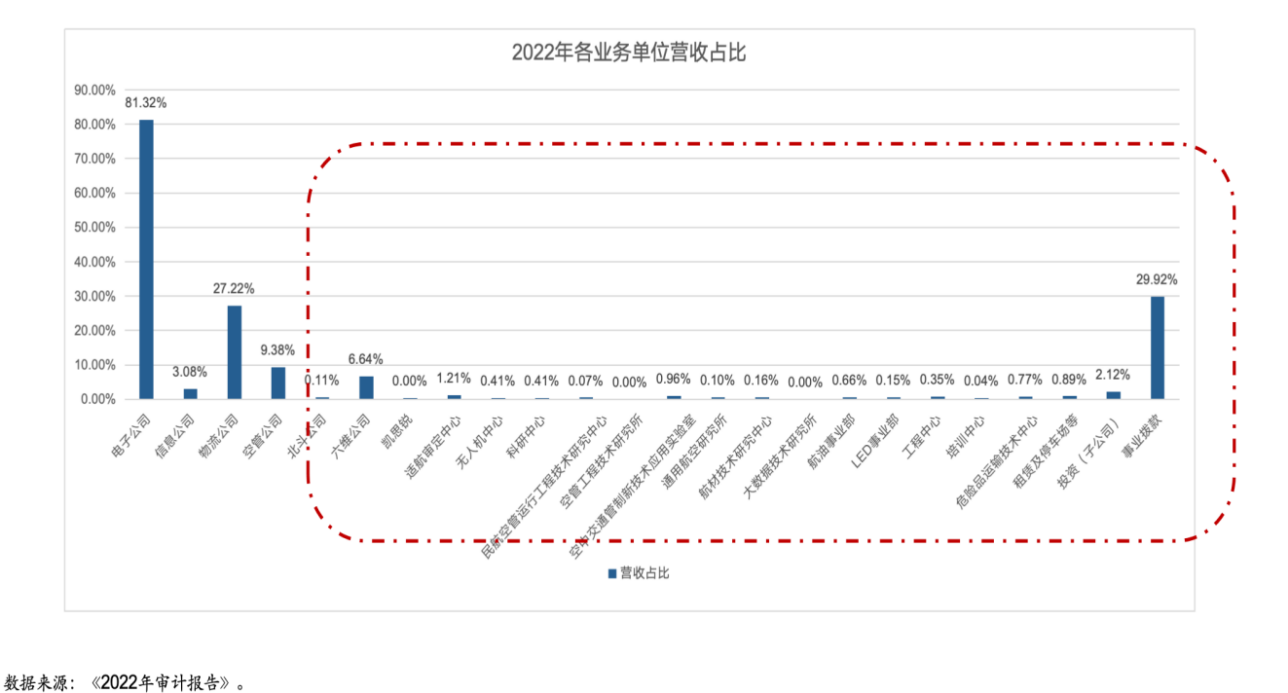 2022年各业务单位营收占比
90.00%
80.00%
70.00%
60.00%
50.00%
40.00%
30.00%
20.00%
10.00%
0.00%
81.32%
3.08%
27.22%
9.38%
0.11%
6.64%
0.00%
1.21%
0.41%
0.41%
0.07%
0.00%
0.96%
0.10%
0.16%
0.00%
0.66%
0.15%
0.35%
0.04%
0.77%
0.89%
2.12%
29.92%
电子公司
信息公司
物流公司
空管公司
北斗公司
六维公司
凯思锐
适航审定中心
无人机中心
科研中心
民航空管运行工程技术研究中心
空管工程技术研究所
空中交通管制新技术应用实验室
通用航空研究所
航材技术研究中心
大数据技术研究所
航油事业部
LED事业部
工程中心
培训中心
危险品运输技术中心
租赁及停车场等
投资（子公司）
事业拨款
营收占比
数据来源：《2022年审计报告》。